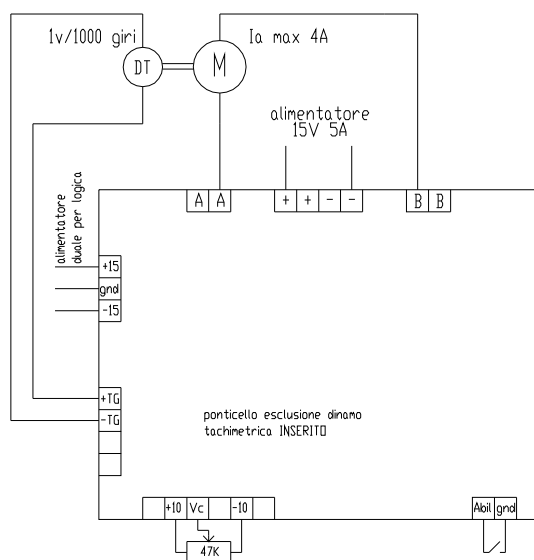 1v/1000 giri
Ia max 4A
DT
M
alimentatore
15V 5A
A A
+ + - -
B B
alimentatore
duale per logica
+15
gnd
-15
+TG
-TG
ponticello esclusione dinamo
tachimetrica INSERITO
+10 Vc -10
Abil gnd
47K